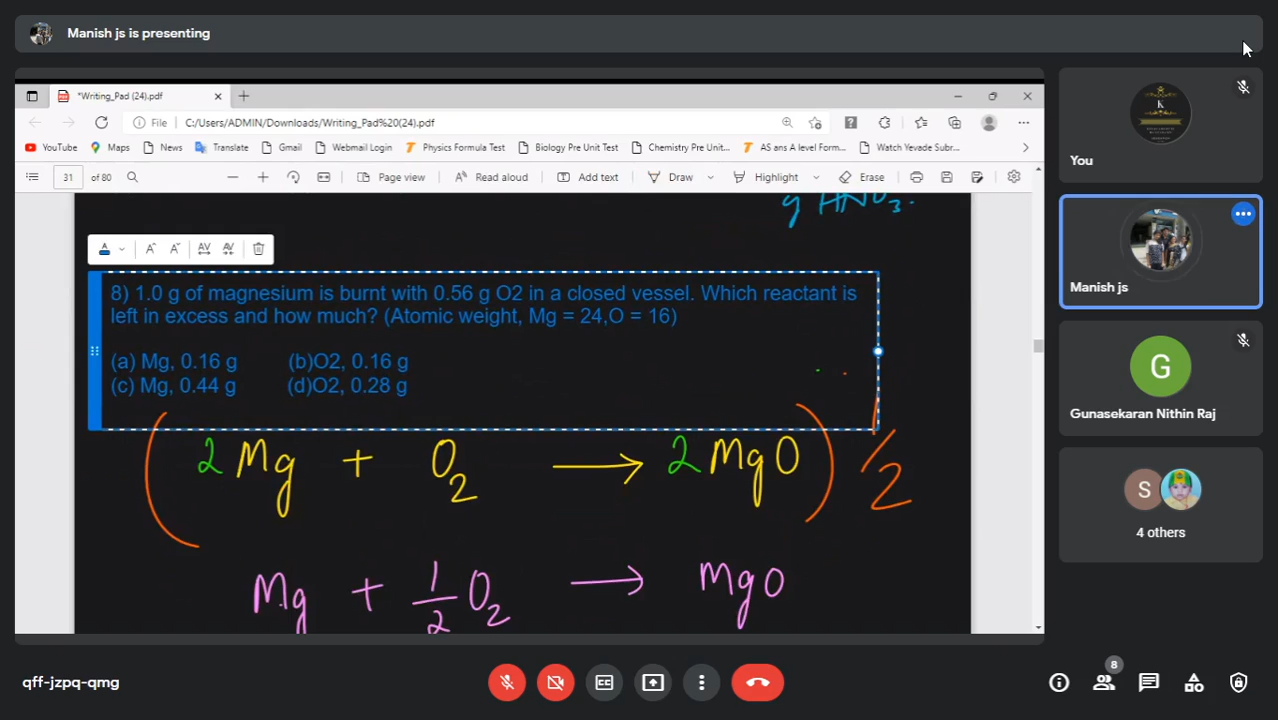 Manish js is presenting
*Writing_Pad (24).pdf
File C:/Users/ADMIN/Downloads/Writing_Pad%20(24).pdf
YouTube Maps News Translate Gmail Webmail Login Physics Formula Test Biology Pre Unit Test Chemistry Pre Unit... AS ans A level Form... Watch Yevade Subr...
31 of 80 Page view Read aloud Add text Draw Highlight Erase
g HNO3.
8) 1.0 g of magnesium is burnt with 0.56 g O2 in a closed vessel. Which reactant is
left in excess and how much? (Atomic weight, Mg = 24,O = 16)
(a) Mg, 0.16 g (b)O2, 0.16 g
(c) Mg, 0.44 g (d)O2, 0.28 g
(2Mg + O2 → 2MgO)/2
Mg + 1/2 O2 → MgO
You
Manish js
G
Gunasekaran Nithin Raj
S
4 others
K
qff-jzpq-qmg
CC
8